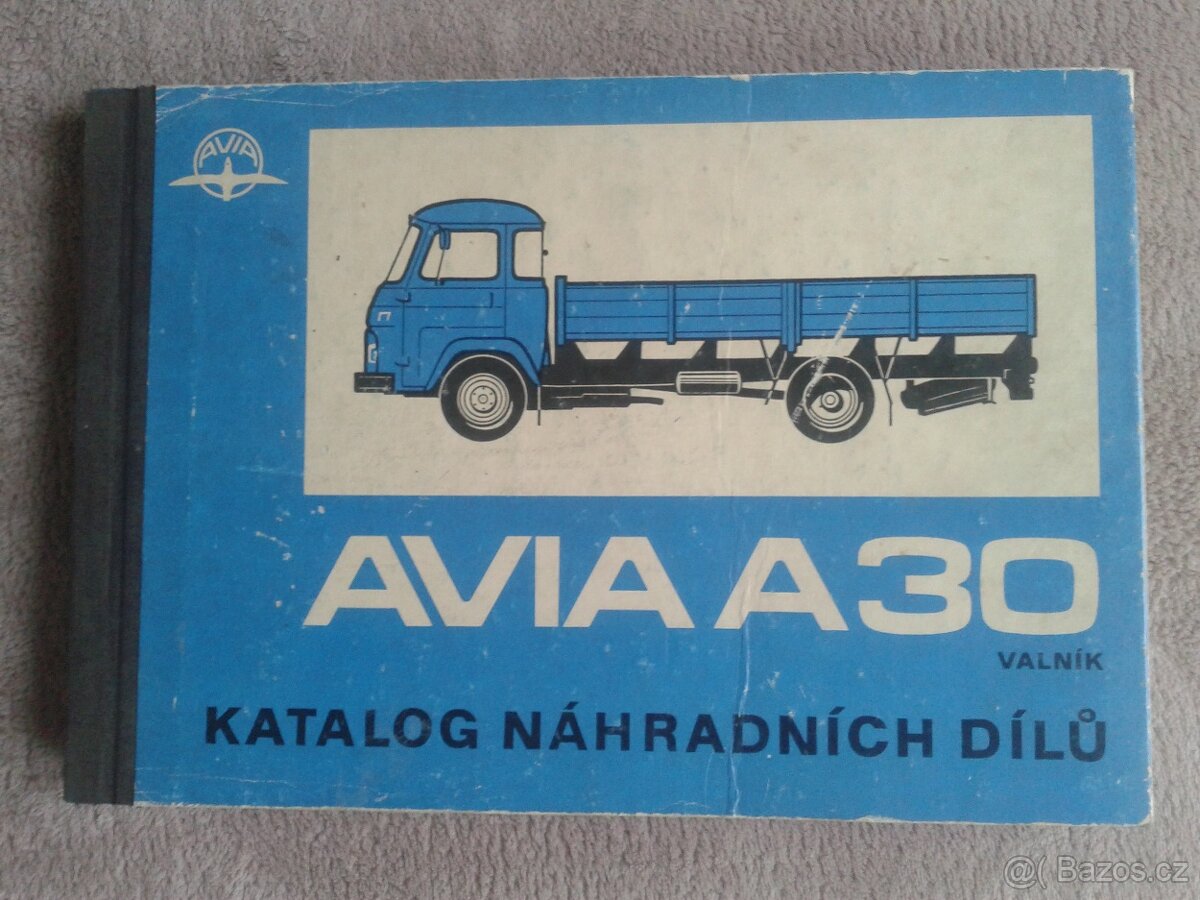 AVIA
AVIA A30
VALNÍK
KATALOG NÁHRADNÍCH DÍLŮ
@( Bazos.cz